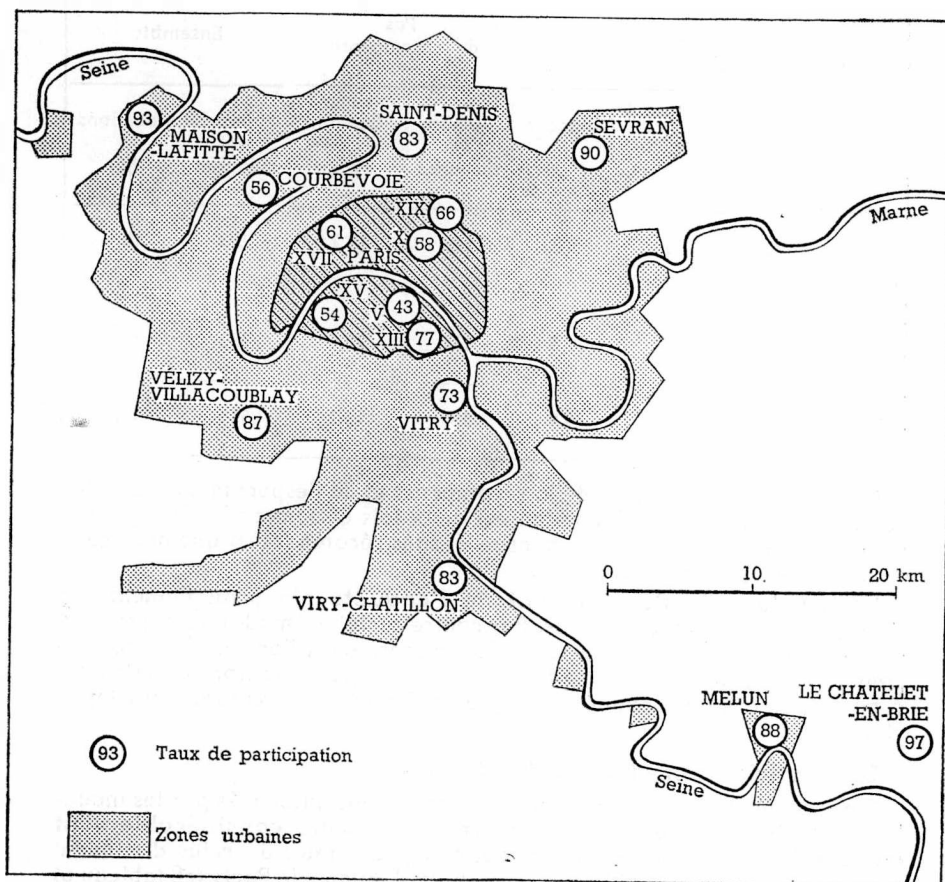 Seine
93
MAISON
-LAFITTE
SAINT-DENIS
83
SEVRAN
90
56
COURBEVOIE
Marne
XIX
66
61
X
58
XVII
PARIS
XV
54
V
43
XIII
77
VÉLIZY-
VILLACOUBLAY
87
73
VITRY
83
VIRY-CHATILLON
0 10 20 km
MELUN
88
LE CHATELET
-EN-BRIE
97
Seine
93 Taux de participation
Zones urbaines